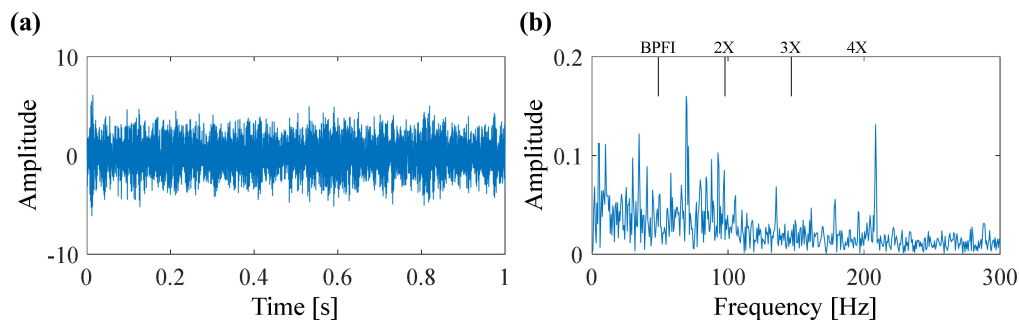 (a)
Amplitude
10
0
-10
0
0.2
0.4
0.6
0.8
1
Time [s]
(b)
BPFI 2X 3X 4X
Amplitude
0.2
0.1
0
0
100
200
300
Frequency [Hz]